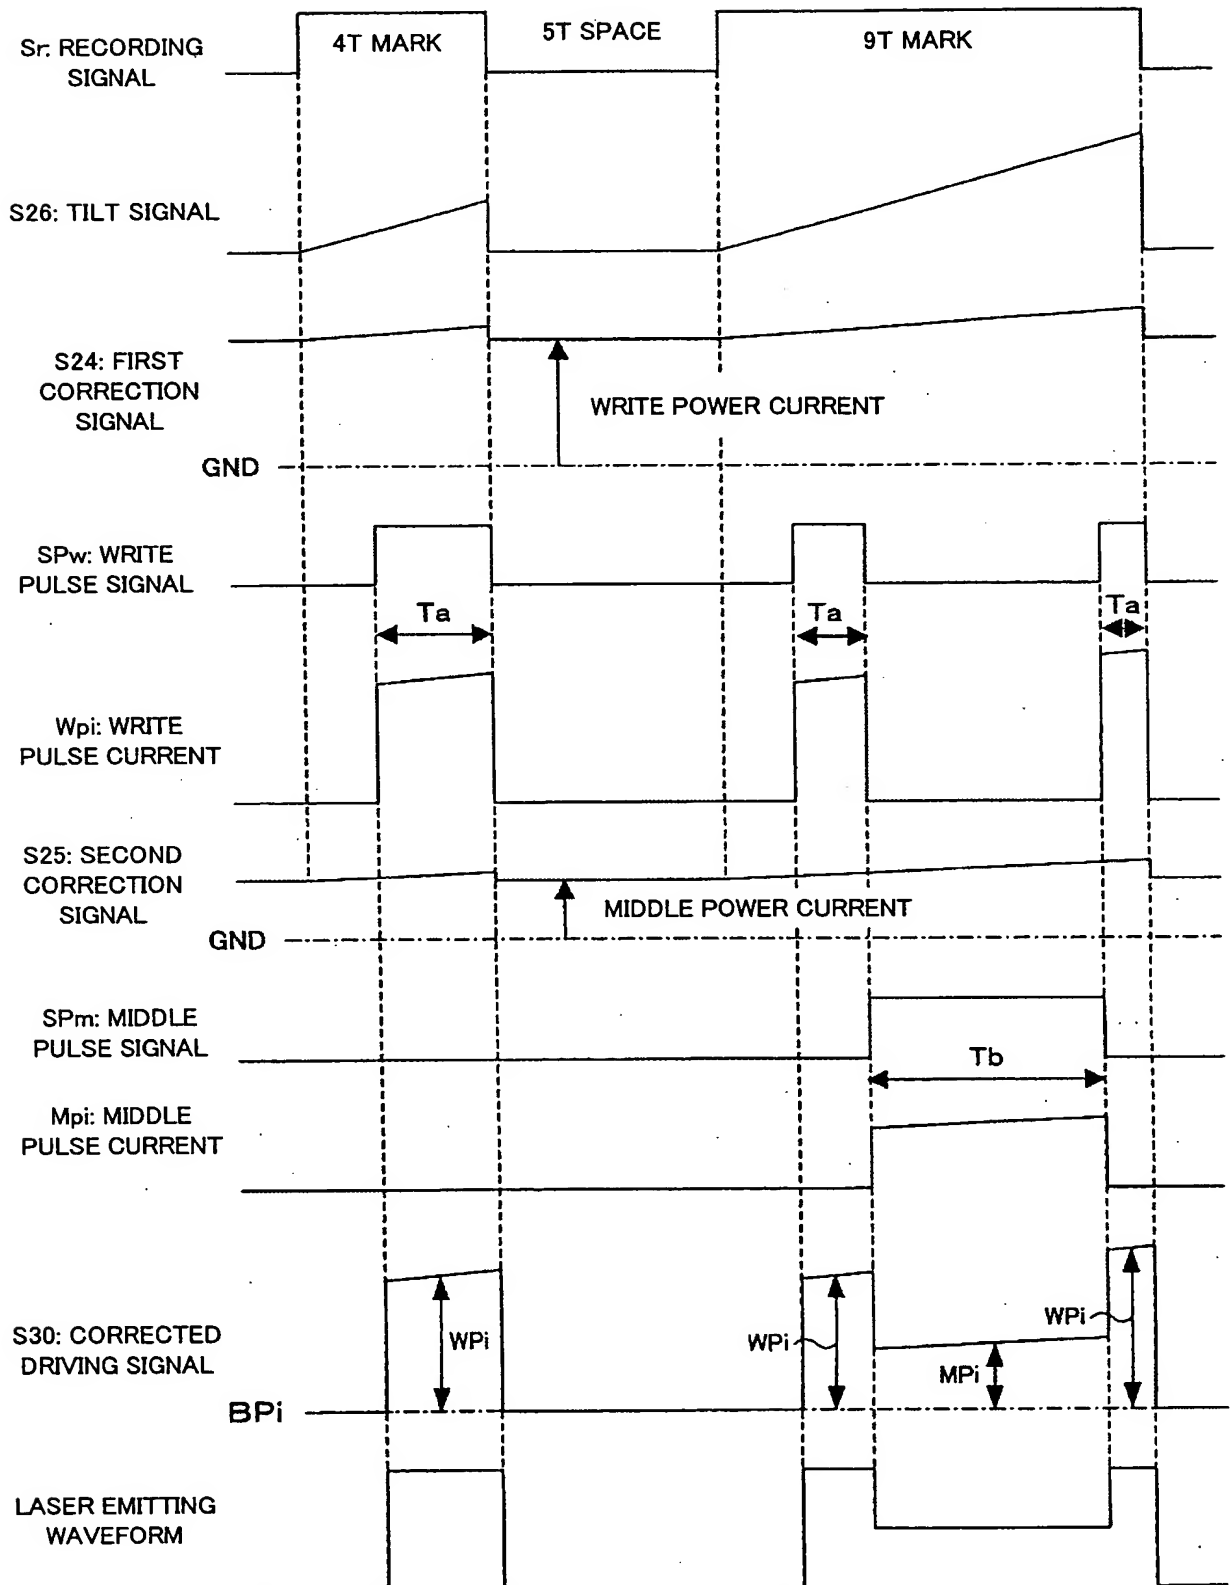 Sr: RECORDING
SIGNAL
4T MARK
5T SPACE
9T MARK
S26: TILT SIGNAL
S24: FIRST
CORRECTION
SIGNAL
WRITE POWER CURRENT
GND
SPw: WRITE
PULSE SIGNAL
Ta
Ta
Ta
Wpi: WRITE
PULSE CURRENT
S25: SECOND
CORRECTION
SIGNAL
MIDDLE POWER CURRENT
GND
SPm: MIDDLE
PULSE SIGNAL
Tb
Mpi: MIDDLE
PULSE CURRENT
S30: CORRECTED
DRIVING SIGNAL
WPi
WPi
MPi
WPi
BPi
LASER EMITTING
WAVEFORM